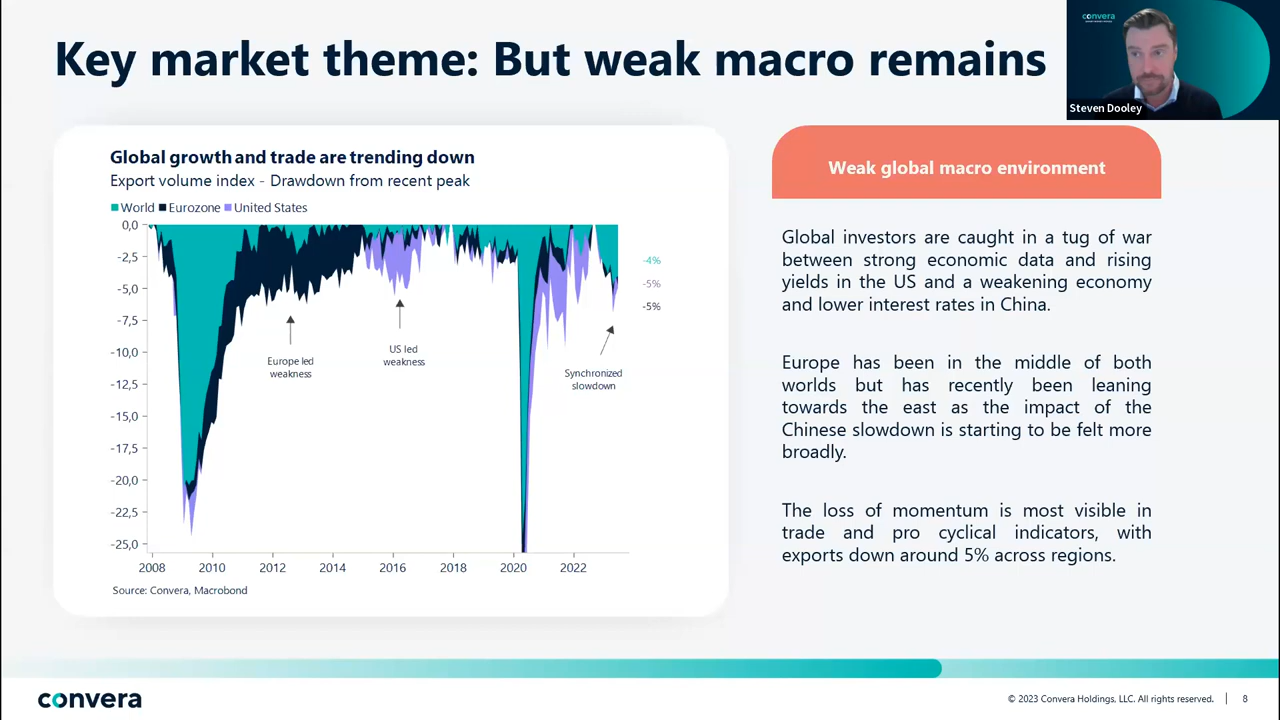 Key market theme: But weak macro remains
convera
Steven Dooley
Global growth and trade are trending down
Export volume index - Drawdown from recent peak
World Eurozone United States
0,0
-2,5
-5,0
-7,5
-10,0
-12,5
-15,0
-17,5
-20,0
-22,5
-25,0
-4%
-5%
-5%
Europe led
weakness
US led
weakness
Synchronized
slowdown
2008 2010 2012 2014 2016 2018 2020 2022
Source: Convera, Macrobond
Weak global macro environment
Global investors are caught in a tug of war
between strong economic data and rising
yields in the US and a weakening economy
and lower interest rates in China.
Europe has been in the middle of both
worlds but has recently been leaning
towards the east as the impact of the
Chinese slowdown is starting to be felt more
broadly.
The loss of momentum is most visible in
trade and pro cyclical indicators, with
exports down around 5% across regions.
convera
© 2023 Convera Holdings, LLC. All rights reserved. | 8